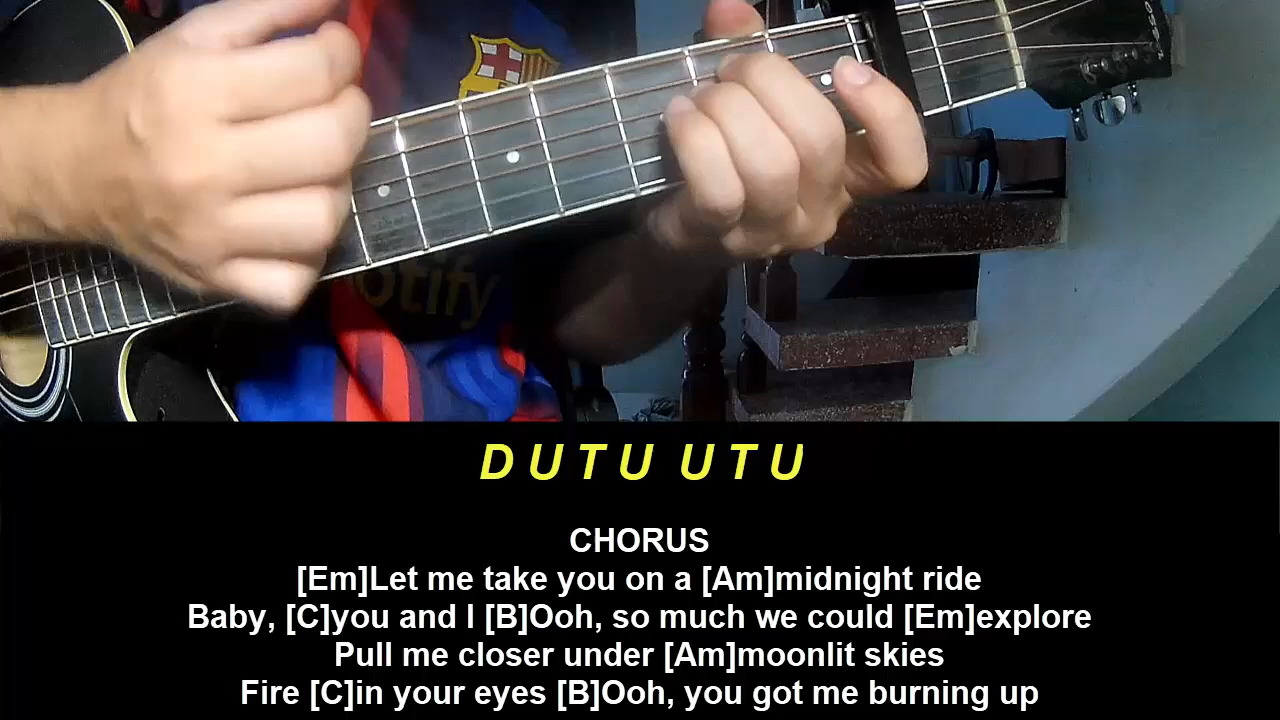 otify
D U T U U T U
CHORUS
[Em]Let me take you on a [Am]midnight ride
Baby, [C]you and I [B]Ooh, so much we could [Em]explore
Pull me closer under [Am]moonlit skies
Fire [C]in your eyes [B]Ooh, you got me burning up